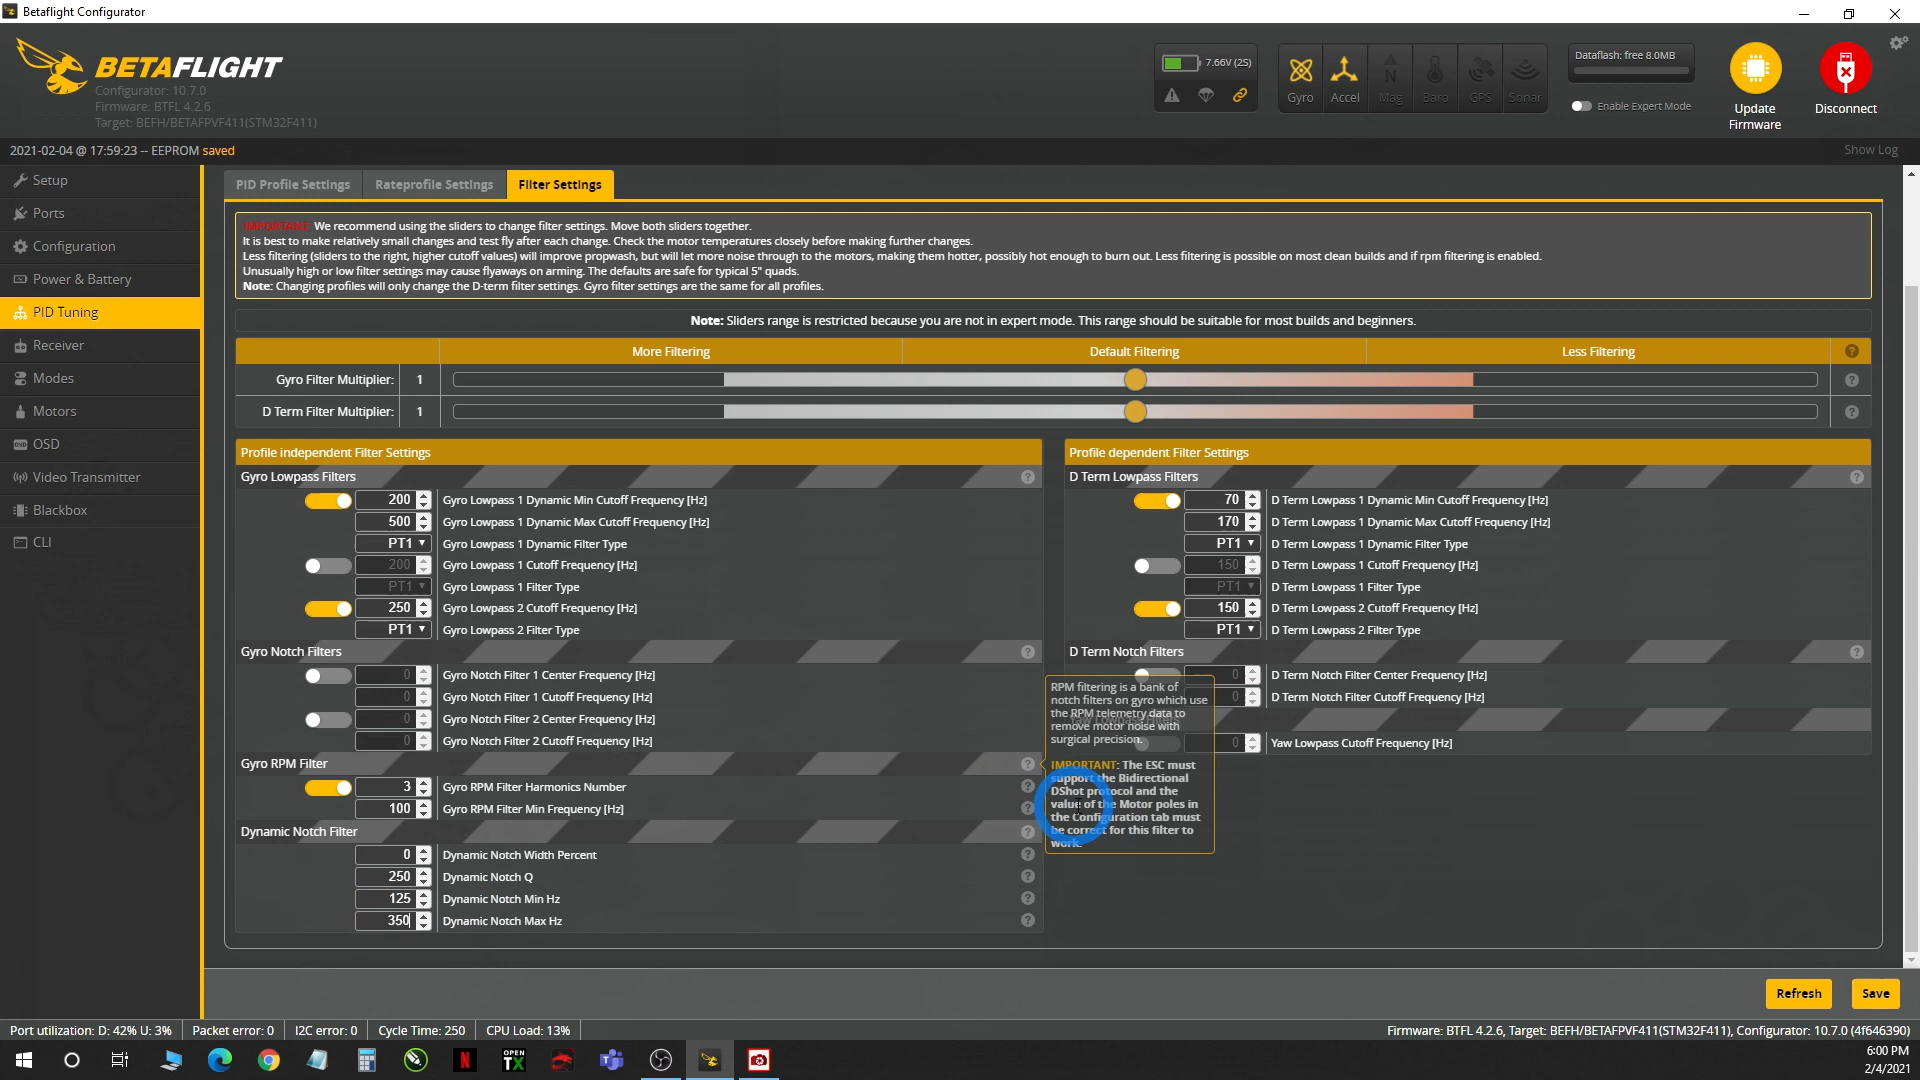 Betaflight Configurator
BETAFLIGHT
Configurator: 10.7.0
Firmware: BTFL 4.2.6
Target: BEFH/BETAFPVF411(STM32F411)
7.66V (2S)
Gyro
Accel
Mag
Baro
GPS
Sonar
Dataflash: free 8.0MB
Enable Expert Mode
Update Firmware
Disconnect
2021-02-04 @ 17:59:23 -- EEPROM saved
Show Log
Setup
Ports
Configuration
Power & Battery
PID Tuning
Receiver
Modes
Motors
OSD
Video Transmitter
Blackbox
CLI
PID Profile Settings
Rateprofile Settings
Filter Settings
IMPORTANT: We recommend using the sliders to change filter settings. Move both sliders together.
It is best to make relatively small changes and test fly after each change. Check the motor temperatures closely before making further changes.
Less filtering (sliders to the right, higher cutoff values) will improve propwash, but will let more noise through to the motors, making them hotter, possibly hot enough to burn out. Less filtering is possible on most clean builds and if rpm filtering is enabled.
Unusually high or low filter settings may cause flyaways on arming. The defaults are safe for typical 5" quads.
Note: Changing profiles will only change the D-term filter settings. Gyro filter settings are the same for all profiles.
Note: Sliders range is restricted because you are not in expert mode. This range should be suitable for most builds and beginners.
More Filtering
Default Filtering
Less Filtering
Gyro Filter Multiplier: 1
D Term Filter Multiplier: 1
Profile independent Filter Settings
Gyro Lowpass Filters
200 Gyro Lowpass 1 Dynamic Min Cutoff Frequency [Hz]
500 Gyro Lowpass 1 Dynamic Max Cutoff Frequency [Hz]
PT1 Gyro Lowpass 1 Dynamic Filter Type
200 Gyro Lowpass 1 Cutoff Frequency [Hz]
PT1 Gyro Lowpass 1 Filter Type
250 Gyro Lowpass 2 Cutoff Frequency [Hz]
PT1 Gyro Lowpass 2 Filter Type
Gyro Notch Filters
0 Gyro Notch Filter 1 Center Frequency [Hz]
0 Gyro Notch Filter 1 Cutoff Frequency [Hz]
0 Gyro Notch Filter 2 Center Frequency [Hz]
0 Gyro Notch Filter 2 Cutoff Frequency [Hz]
Gyro RPM Filter
3 Gyro RPM Filter Harmonics Number
100 Gyro RPM Filter Min Frequency [Hz]
Dynamic Notch Filter
0 Dynamic Notch Width Percent
250 Dynamic Notch Q
125 Dynamic Notch Min Hz
350 Dynamic Notch Max Hz
Profile dependent Filter Settings
D Term Lowpass Filters
70 D Term Lowpass 1 Dynamic Min Cutoff Frequency [Hz]
170 D Term Lowpass 1 Dynamic Max Cutoff Frequency [Hz]
PT1 D Term Lowpass 1 Dynamic Filter Type
150 D Term Lowpass 1 Cutoff Frequency [Hz]
PT1 D Term Lowpass 1 Filter Type
150 D Term Lowpass 2 Cutoff Frequency [Hz]
PT1 D Term Lowpass 2 Filter Type
D Term Notch Filters
0 D Term Notch Filter Center Frequency [Hz]
0 D Term Notch Filter Cutoff Frequency [Hz]
0 Yaw Lowpass Cutoff Frequency [Hz]
RPM filtering is a bank of
notch filters on gyro which use
the RPM telemetry data to
remove motor noise with
surgical precision.
IMPORTANT: The ESC must
support the Bidirectional
DShot protocol and the
value of the Motor poles in
the Configuration tab must
be correct for this filter to
work.
Refresh
Save
Port utilization: D: 42% U: 3%
Packet error: 0
I2C error: 0
Cycle Time: 250
CPU Load: 13%
Firmware: BTFL 4.2.6, Target: BEFH/BETAFPVF411(STM32F411), Configurator: 10.7.0 (4f646390)
N
OPEN
TX
6:00 PM
2/4/2021